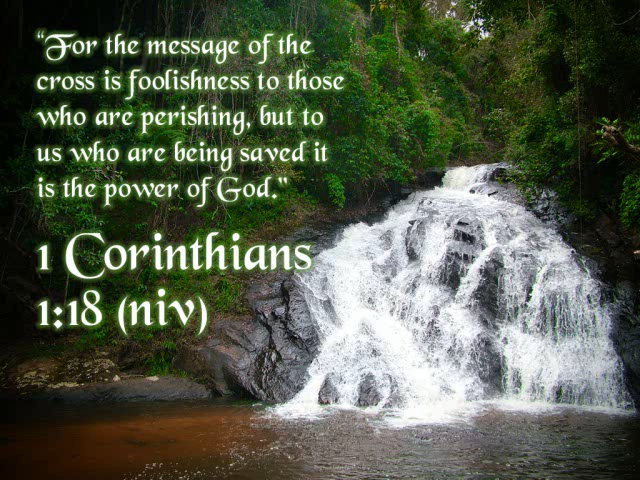 “For the message of the
cross is foolishness to those
who are perishing, but to
us who are being saved it
is the power of God."
1 Corinthians
1:18 (niv)